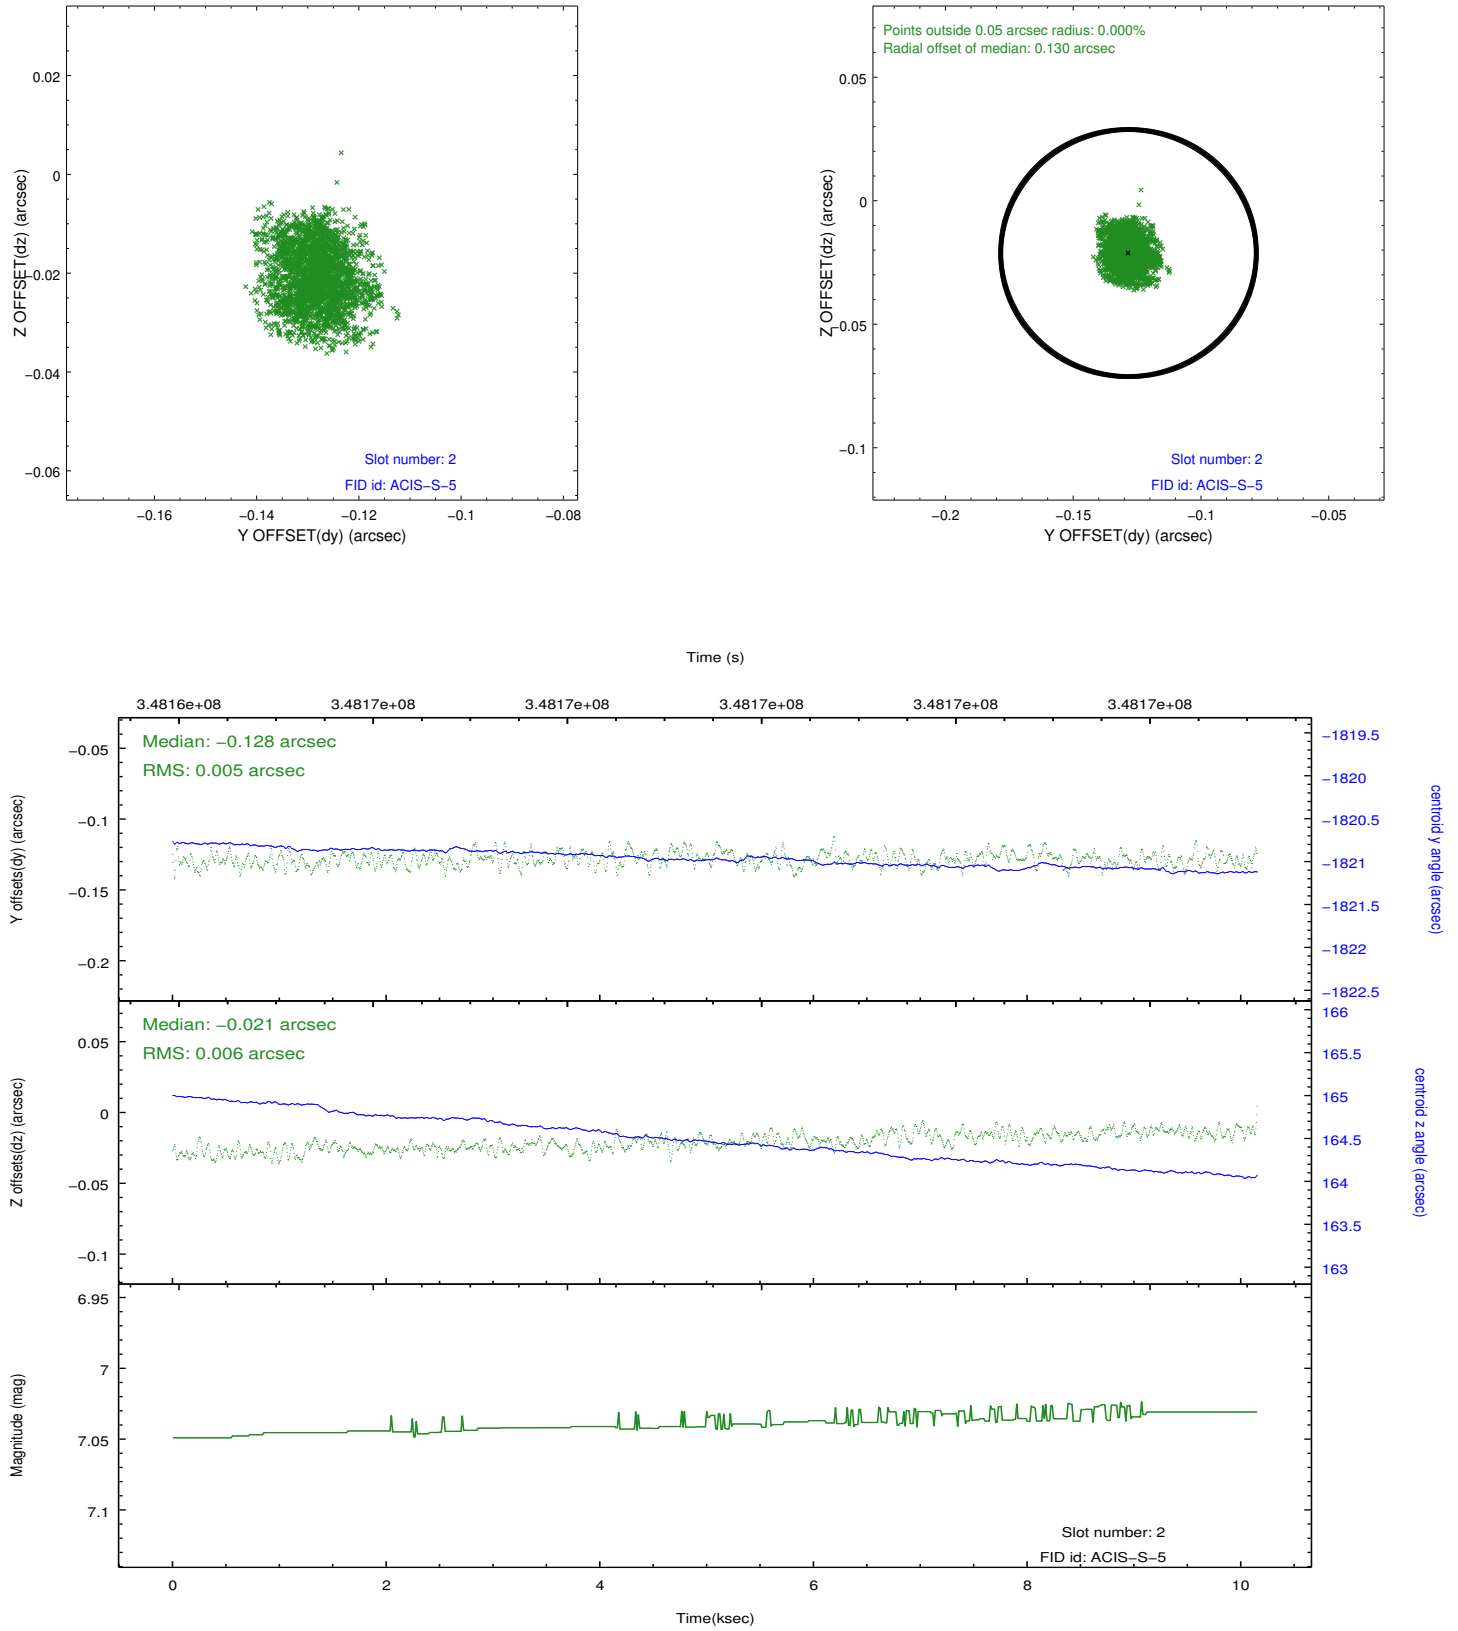 0.02
0
−0.02
−0.04
−0.06
Z OFFSET(dz) (arcsec)
Slot number: 2
FID id: ACIS−S−5
−0.16
−0.14
−0.12
−0.1
−0.08
Y OFFSET(dy) (arcsec)
Points outside 0.05 arcsec radius: 0.000%
Radial offset of median: 0.130 arcsec
0.05
0
−0.05
−0.1
Z OFFSET(dz) (arcsec)
Slot number: 2
FID id: ACIS−S−5
−0.2
−0.15
−0.1
−0.05
Y OFFSET(dy) (arcsec)
Time (s)
3.4816e+08
3.4817e+08
3.4817e+08
3.4817e+08
3.4817e+08
3.4817e+08
Median: −0.128 arcsec
RMS: 0.005 arcsec
−0.05
−0.1
−0.15
−0.2
Y offsets(dy) (arcsec)
−1819.5
−1820
−1820.5
−1821
−1821.5
−1822
−1822.5
centroid y angle (arcsec)
Median: −0.021 arcsec
RMS: 0.006 arcsec
0.05
0
−0.05
−0.1
Z offsets(dz) (arcsec)
166
165.5
165
164.5
164
163.5
163
centroid z angle (arcsec)
6.95
7
7.05
7.1
Magnitude (mag)
Slot number: 2
FID id: ACIS−S−5
0
2
4
6
8
10
Time(ksec)